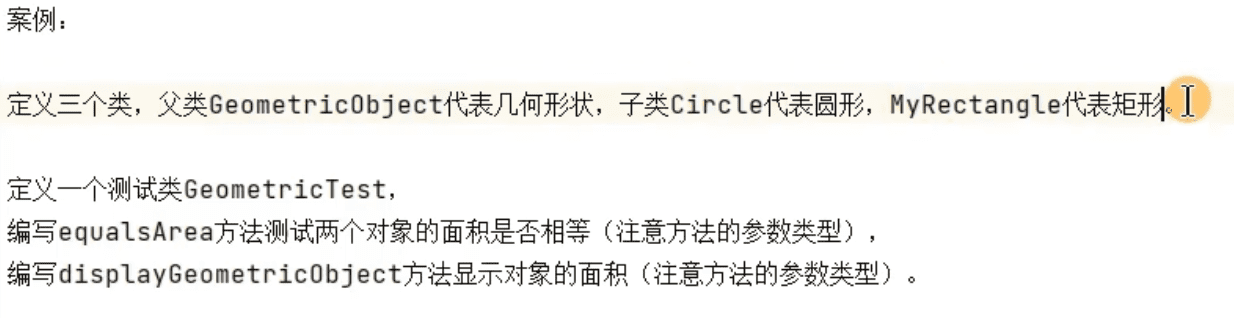 案例：
定义三个类，父类GeometricObject代表几何形状，子类Circle代表圆形，MyRectangle代表矩形。
定义一个测试类GeometricTest，
编写equalsArea方法测试两个对象的面积是否相等（注意方法的参数类型），
编写displayGeometricObject方法显示对象的面积（注意方法的参数类型）。